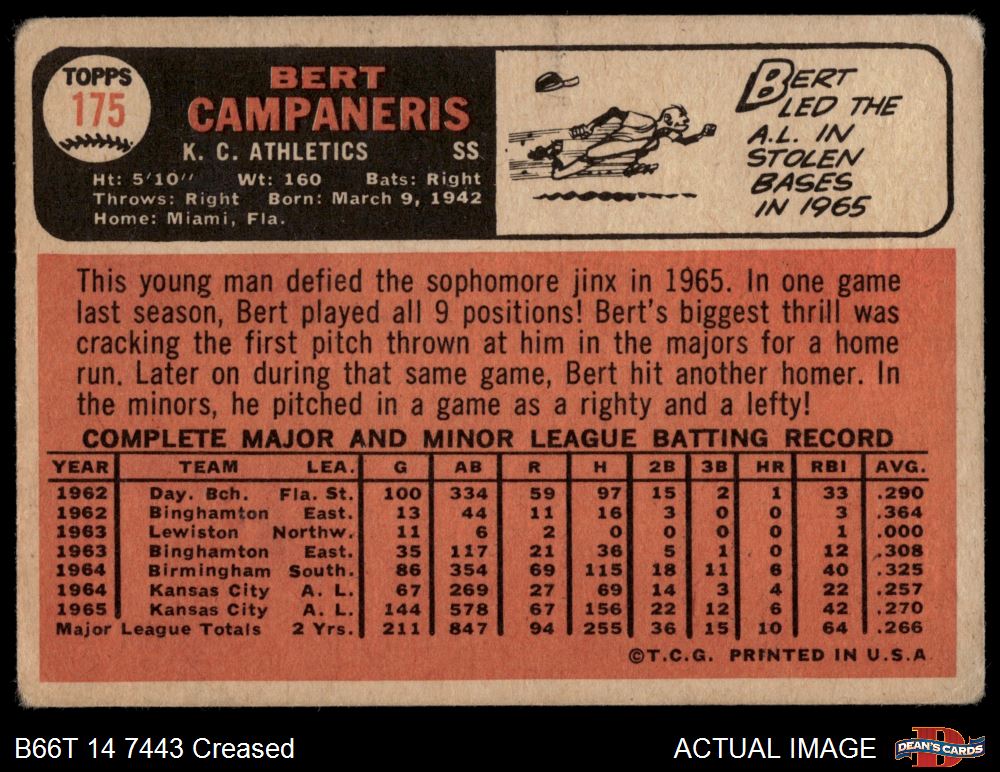 TOPPS
175
BERT
CAMPANERIS
K. C. ATHLETICS SS
Ht: 5'10" Wt: 160 Bats: Right
Throws: Right Born: March 9, 1942
Home: Miami, Fla.
BERT
LED THE
A.L. IN
STOLEN
BASES
IN 1965
This young man defied the sophomore jinx in 1965. In one game
last season, Bert played all 9 positions! Bert's biggest thrill was
cracking the first pitch thrown at him in the majors for a home
run. Later on during that same game, Bert hit another homer. In
the minors, he pitched in a game as a righty and a lefty!
COMPLETE MAJOR AND MINOR LEAGUE BATTING RECORD
YEAR TEAM LEA. G AB R H 2B 3B HR RBI AVG.
1962 Day. Bch. Fla. St. 100 334 59 97 15 2 1 33 .290
1962 Binghamton East. 13 44 11 16 3 0 0 3 .364
1963 Lewiston Northw. 11 6 2 0 0 0 0 1 .000
1963 Binghamton East. 35 117 21 36 5 1 0 12 .308
1964 Birmingham South. 86 354 69 115 18 11 6 40 .325
1964 Kansas City A. L. 67 269 27 69 14 3 4 22 .257
1965 Kansas City A. L. 144 578 67 156 22 12 6 42 .270
Major League Totals 2 Yrs. 211 847 94 255 36 15 10 64 .266
©T.C.G. PRINTED IN U.S.A
B66T 14 7443 Creased
ACTUAL IMAGE
DEAN'S CARDS